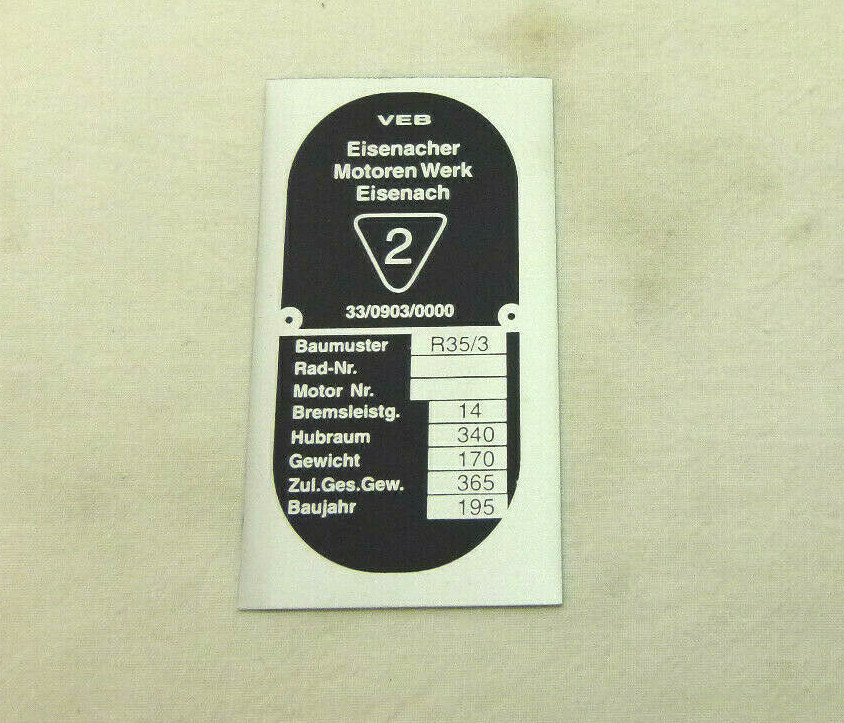 VEB
Eisenacher
Motoren Werk
Eisenach
2
33/0903/0000
Baumuster R35/3
Rad-Nr.
Motor Nr.
Bremsleistg. 14
Hubraum 340
Gewicht 170
Zul.Ges.Gew. 365
Baujahr 195